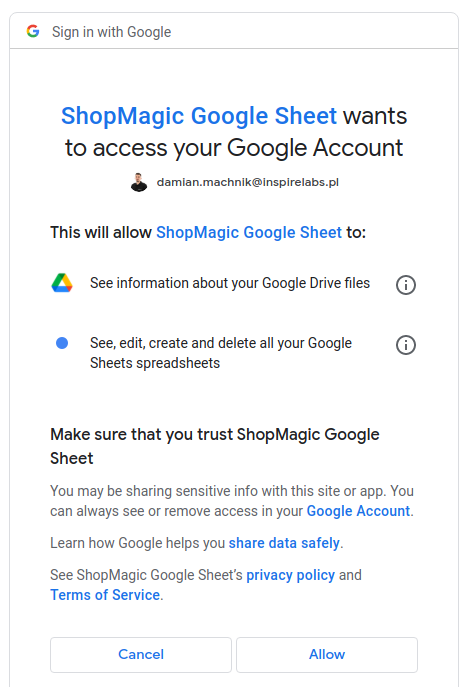 Sign in with Google
ShopMagic Google Sheet wants
to access your Google Account
damian.machnik@inspirelabs.pl
This will allow ShopMagic Google Sheet to:
See information about your Google Drive files
See, edit, create and delete all your Google
Sheets spreadsheets
Make sure that you trust ShopMagic Google
Sheet
You may be sharing sensitive info with this site or app. You
can always see or remove access in your Google Account.
Learn how Google helps you share data safely.
See ShopMagic Google Sheet's privacy policy and
Terms of Service.
Cancel
Allow